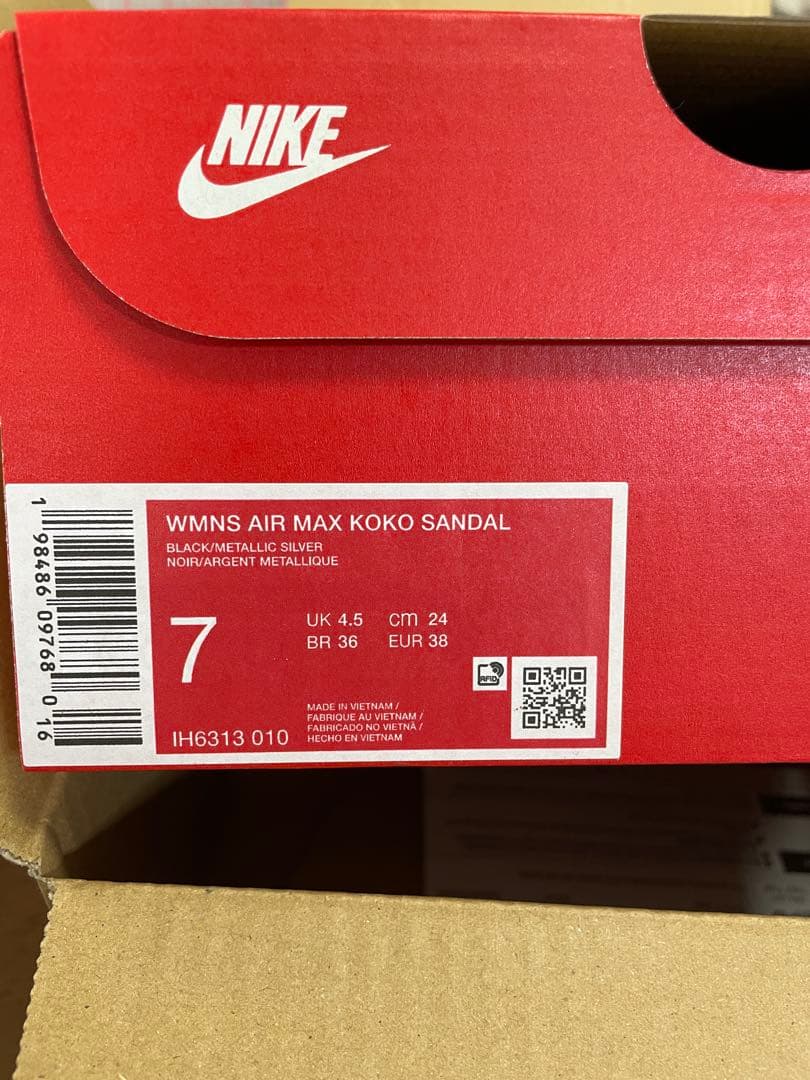 NIKE
WMNS AIR MAX KOKO SANDAL
BLACK/METALLIC SILVER
NOIR/ARGENT METALLIQUE
7
UK 4.5 cm 24
BR 36 EUR 38
RFID
MADE IN VIETNAM /
FABRIQUE AU VIETNAM /
FABRICADO NO VIETNÃ /
HECHO EN VIETNAM
IH6313 010
1 98486 09768 0 16